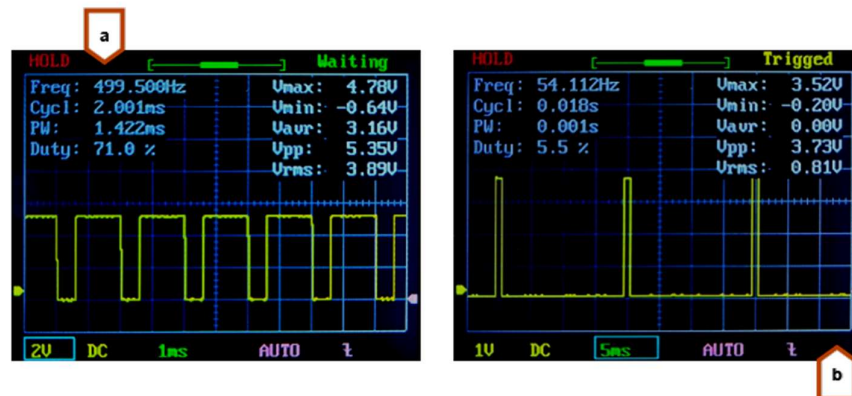 a
HOLD [ ] Waiting
Freq: 499.500Hz Vmax: 4.78V
Cycl: 2.001ms Vmin: -0.64V
PW: 1.422ms Vavr: 3.16V
Duty: 71.0 % Vpp: 5.35V
Vrms: 3.89V
2V DC 1ms AUTO
HOLD [ ] Trigged
Freq: 54.112Hz Vmax: 3.52V
Cycl: 0.018s Vmin: -0.20V
PW: 0.001s Vavr: 0.00V
Duty: 5.5 % Vpp: 3.73V
Vrms: 0.81V
1V DC 5ms AUTO
b